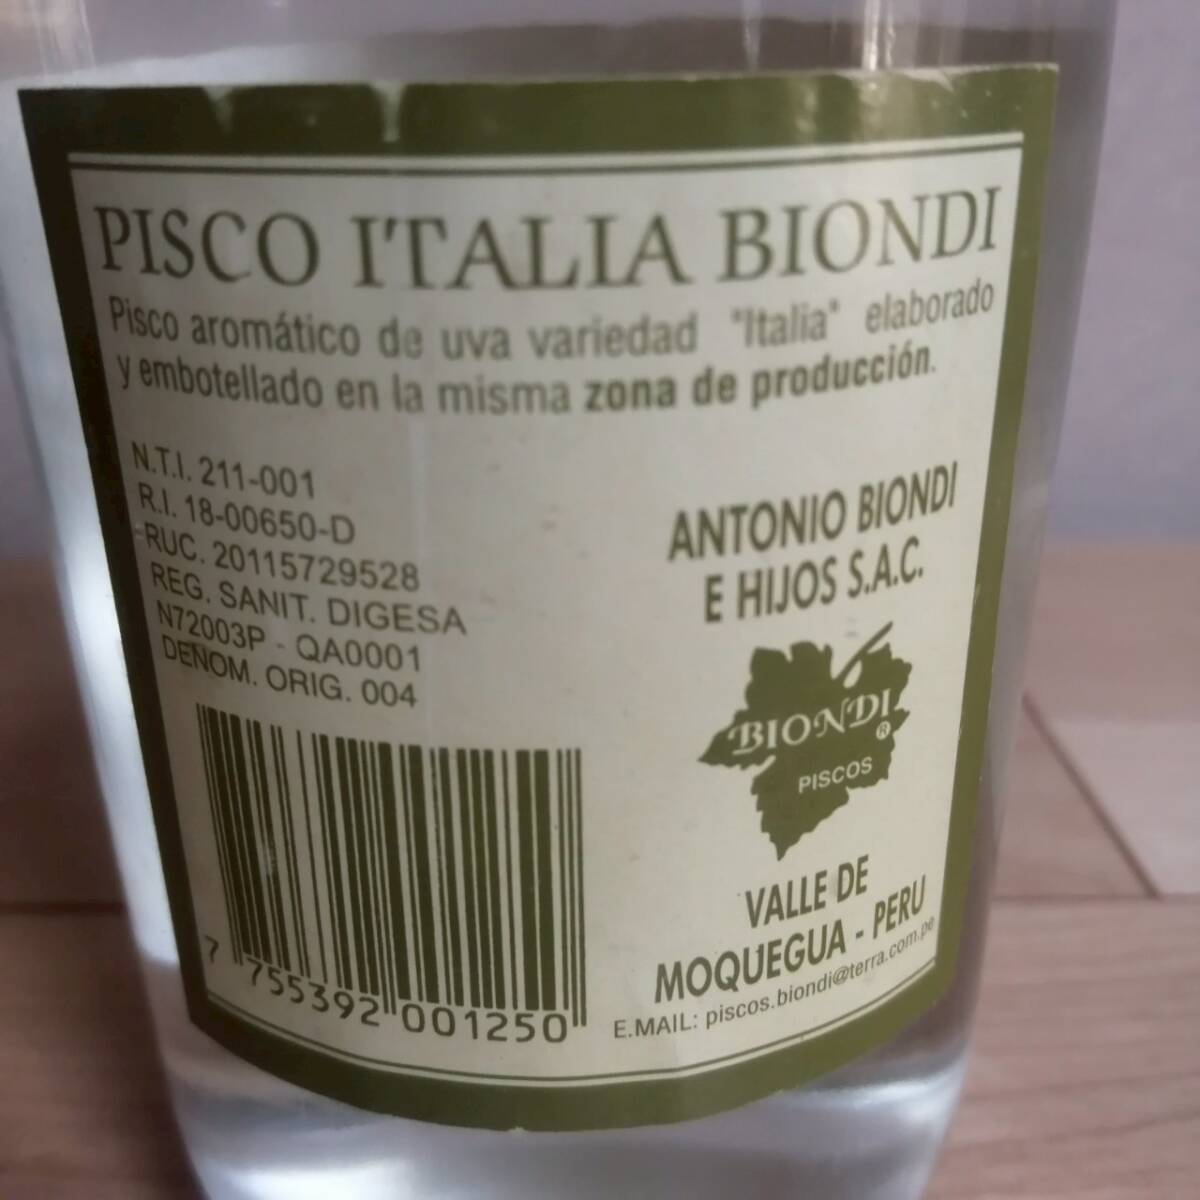 PISCO ITALIA BIONDI
Pisco aromático de uva variedad "Italia" elaborado
y embotellado en la misma zona de producción.
N.T.I. 211-001
R.I. 18-00650-D
RUC. 20115729528
REG. SANIT. DIGESA
N72003P - QA0001
DENOM. ORIG. 004
7 755392 001250
ANTONIO BIONDI
E HIJOS S.A.C.
BIONDI ®
PISCOS
VALLE DE
MOQUEGUA - PERU
E.MAIL: piscos.biondi@terra.com.pe